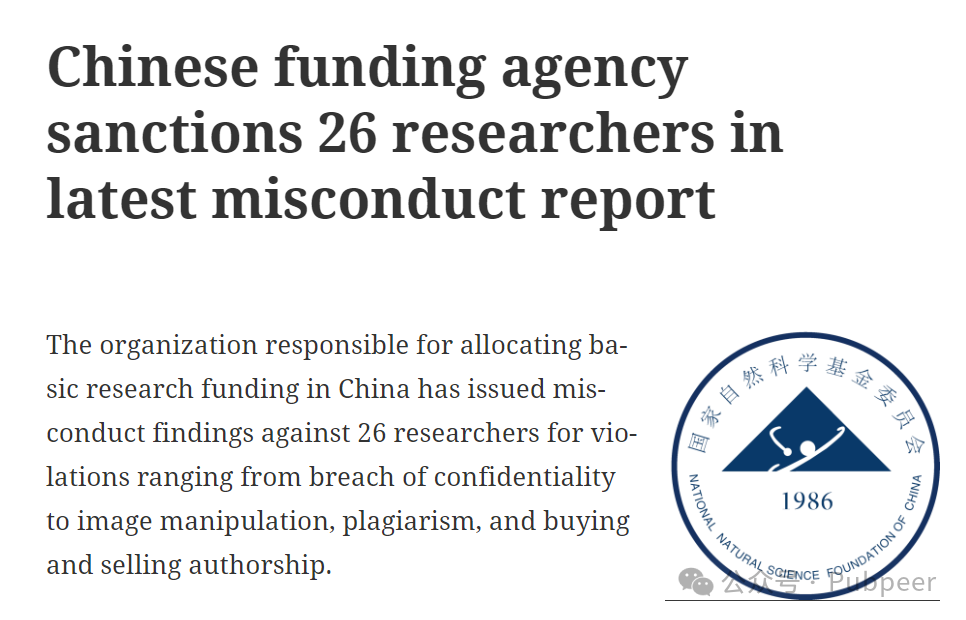 Chinese funding agency
sanctions 26 researchers in
latest misconduct report
The organization responsible for allocating ba-
sic research funding in China has issued mis-
conduct findings against 26 researchers for vio-
lations ranging from breach of confidentiality
to image manipulation, plagiarism, and buying
and selling authorship.
国家自然科学基金委员会
1986
NATIONAL NATURAL SCIENCE FOUNDATION OF CHINA
公众号 · Pubpeer